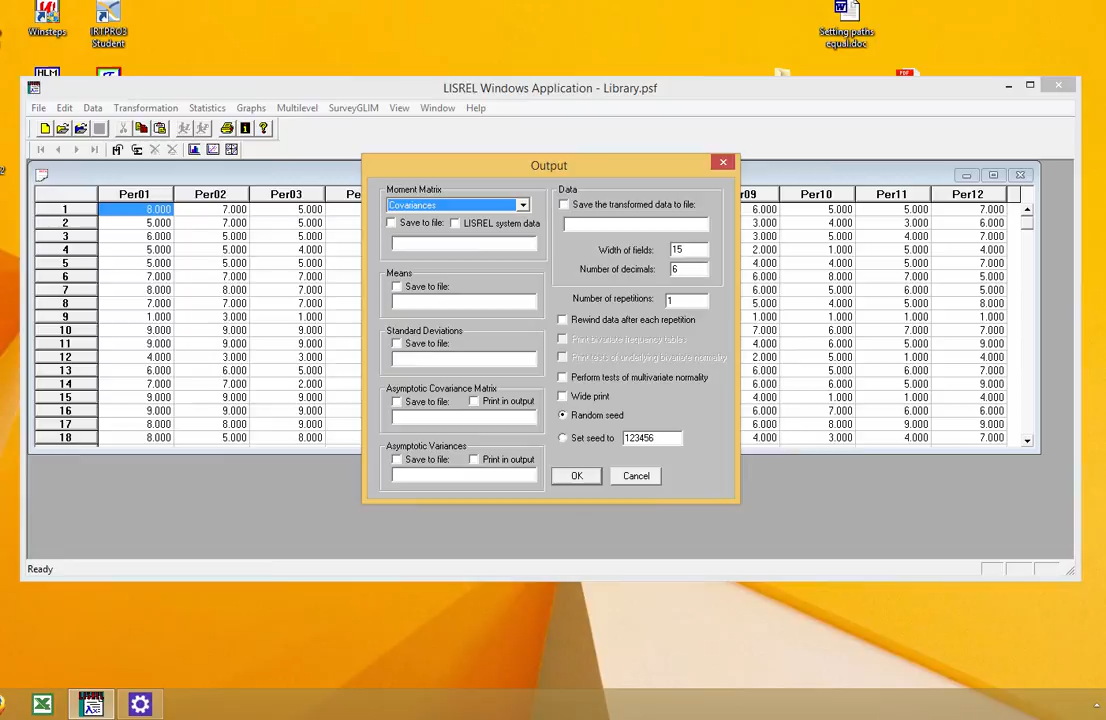 Winsteps
IRTPRO3
Student
Setting paths
equal.doc
HLM
PDF
LISREL Windows Application - Library.psf
File Edit Data Transformation Statistics Graphs Multilevel SurveyGLIM View Window Help
Output
Per01 Per02 Per03 Pe r09 Per10 Per11 Per12
1 8.000 7.000 5.000 6.000 5.000 5.000 7.000
2 5.000 7.000 5.000 3.000 4.000 3.000 6.000
3 6.000 5.000 5.000 3.000 5.000 4.000 7.000
4 5.000 5.000 4.000 2.000 1.000 5.000 4.000
5 5.000 5.000 5.000 4.000 5.000 4.000 5.000
6 7.000 7.000 5.000 6.000 8.000 5.000 7.000
7 8.000 8.000 6.000 6.000 7.000 6.000 6.000
8 7.000 7.000 7.000 5.000 5.000 4.000 8.000
9 1.000 3.000 1.000 1.000 1.000 1.000 3.000
10 9.000 9.000 9.000 7.000 7.000 6.000 9.000
11 9.000 9.000 9.000 6.000 9.000 5.000 9.000
12 4.000 3.000 3.000 2.000 5.000 1.000 4.000
13 6.000 6.000 5.000 6.000 6.000 5.000 6.000
14 7.000 7.000 2.000 5.000 4.000 1.000 7.000
15 9.000 9.000 9.000 4.000 1.000 1.000 8.000
16 9.000 9.000 9.000 6.000 7.000 6.000 6.000
17 8.000 8.000 9.000 6.000 8.000 9.000 9.000
18 8.000 5.000 8.000 4.000 3.000 4.000 7.000
Moment Matrix
Covariances
Save to file: LISREL system data
Means
Save to file:
Standard Deviations
Save to file:
Asymptotic Covariance Matrix
Save to file: Print in output
Asymptotic Variances
Save to file: Print in output
Data
Save the transformed data to file:
Width of fields: 15
Number of decimals: 6
Number of repetitions: 1
Rewind data after each repetition
Print bivariate frequency tables
Print tests of underlying bivariate normality
Perform tests of multivariate normality
Wide print
Random seed
Set seed to 123456
OK Cancel
Ready